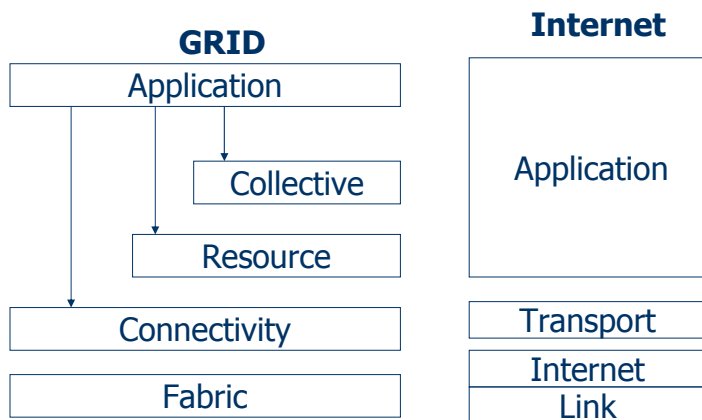 GRID
Application
Collective
Resource
Connectivity
Fabric
Internet
Application
Transport
Internet
Link